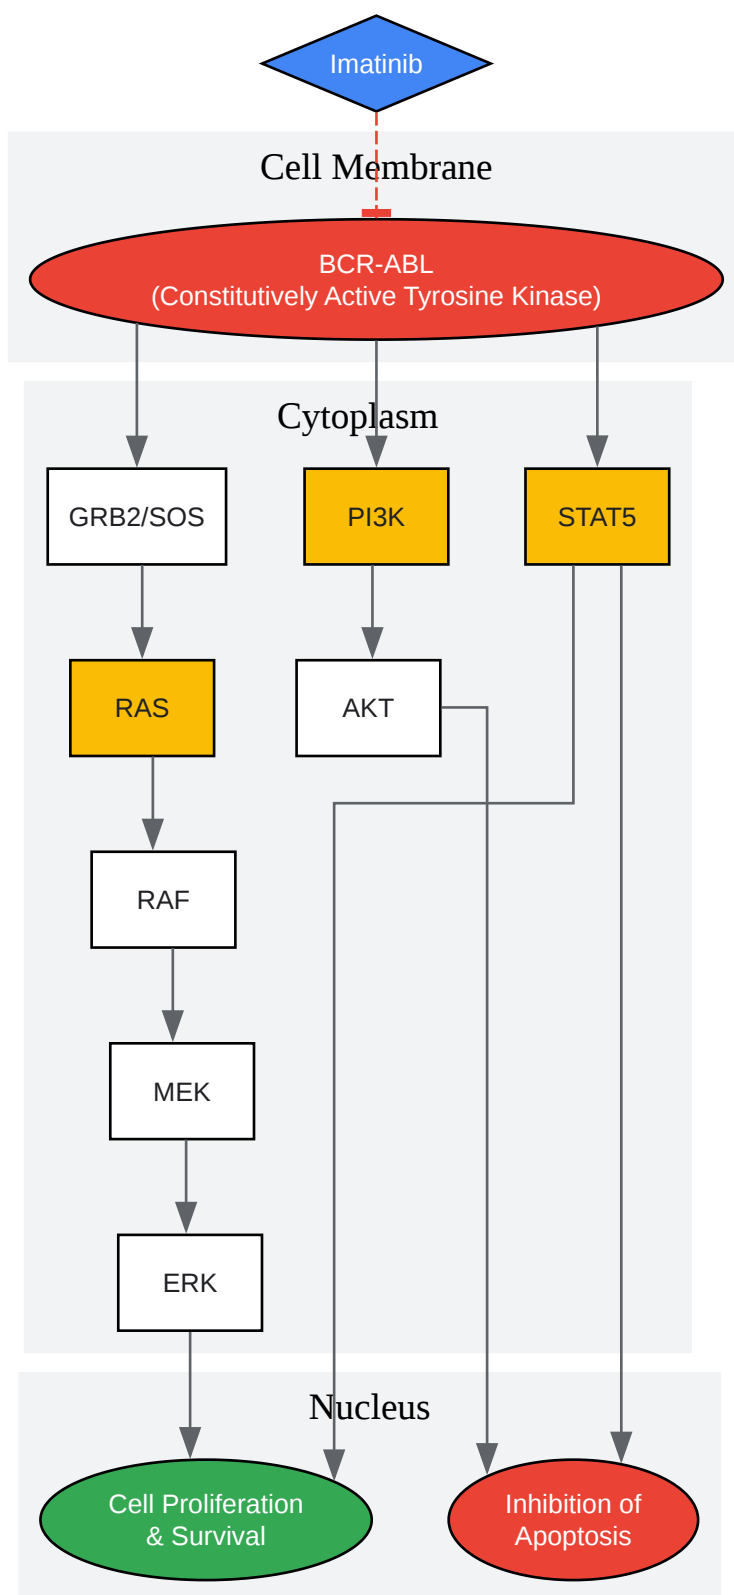 Imatinib
Cell Membrane
BCR-ABL
(Constitutively Active Tyrosine Kinase)
Cytoplasm
GRB2/SOS
PI3K
STAT5
RAS
AKT
RAF
MEK
ERK
Nucleus
Cell Proliferation
& Survival
Inhibition of
Apoptosis